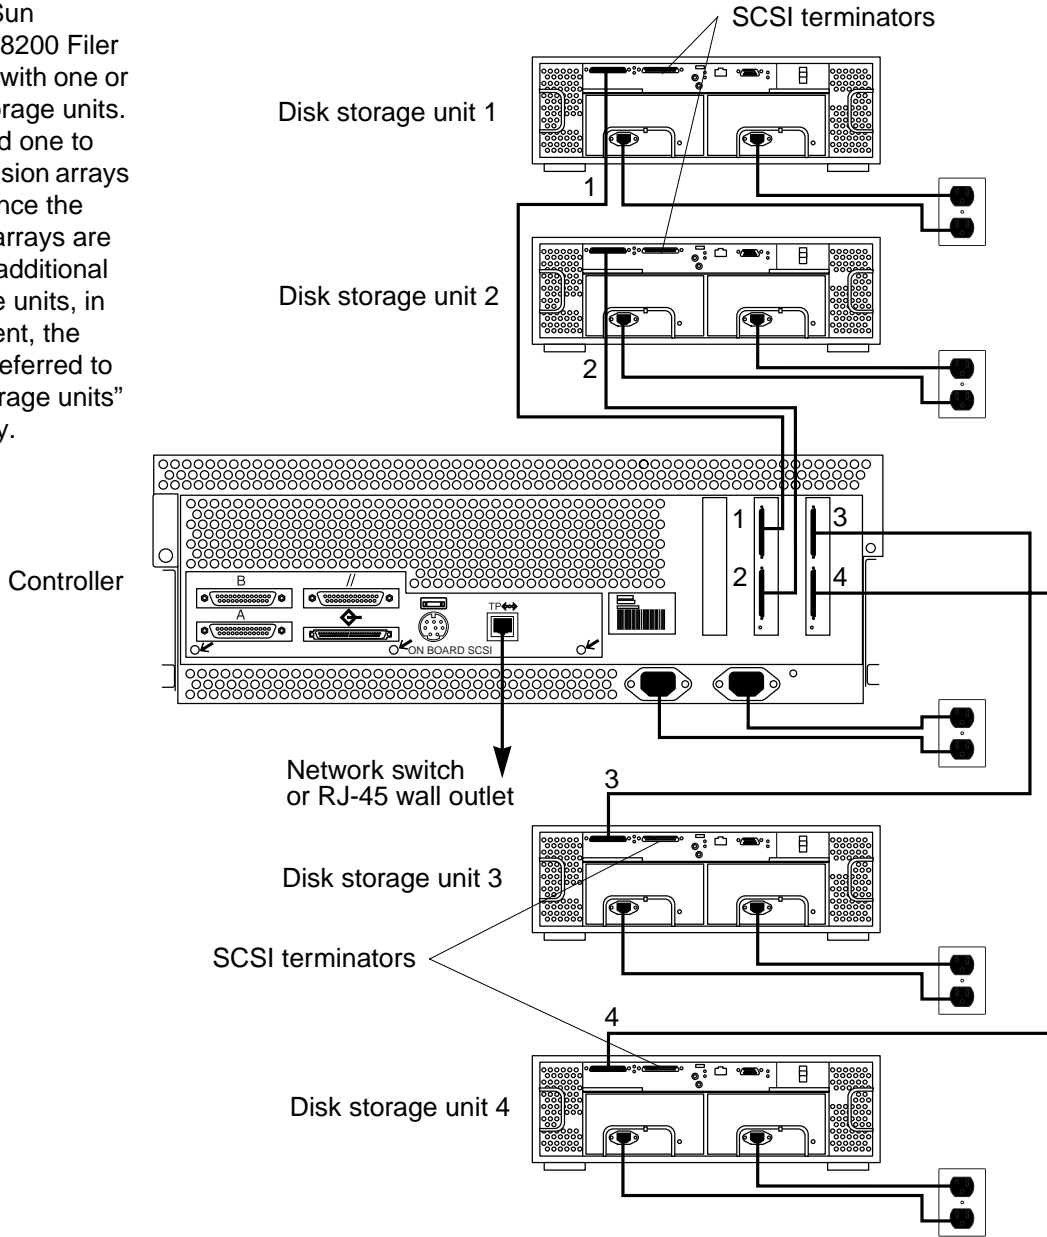 Sun
8200 Filer
with one or
rage units.
d one to
sion arrays
nce the
arrays are
additional
e units, in
ent, the
eferred to
rage units”
y.
SCSI terminators
Disk storage unit 1
1
Disk storage unit 2
2
Controller
B
//
A
TP
ON BOARD SCSI
1
2
3
4
Network switch
or RJ-45 wall outlet
3
Disk storage unit 3
SCSI terminators
4
Disk storage unit 4